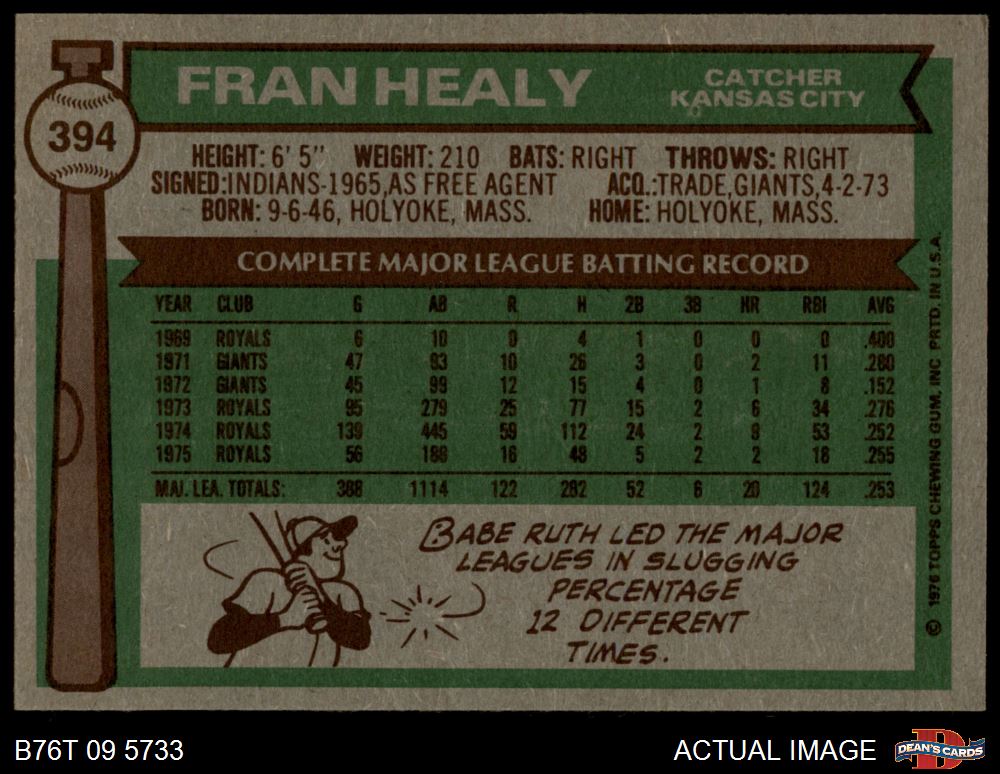 FRAN HEALY
CATCHER
KANSAS CITY
394
HEIGHT: 6' 5" WEIGHT: 210 BATS: RIGHT THROWS: RIGHT
SIGNED: INDIANS-1965, AS FREE AGENT ACQ.: TRADE, GIANTS, 4-2-73
BORN: 9-6-46, HOLYOKE, MASS. HOME: HOLYOKE, MASS.
COMPLETE MAJOR LEAGUE BATTING RECORD
YEAR CLUB G AB R H 2B 3B HR RBI AVG
1969 ROYALS 6 10 0 4 1 0 0 0 .400
1971 GIANTS 47 93 10 26 3 0 2 11 .280
1972 GIANTS 45 99 12 15 4 0 1 8 .152
1973 ROYALS 95 279 25 77 15 2 6 34 .276
1974 ROYALS 139 445 59 112 24 2 9 53 .252
1975 ROYALS 56 188 16 48 5 2 2 18 .255
MAJ. LEA. TOTALS: 388 1114 122 282 52 6 20 124 .253
BABE RUTH LED THE MAJOR
LEAGUES IN SLUGGING
PERCENTAGE
12 DIFFERENT
TIMES.
© 1976 TOPPS CHEWING GUM, INC PRTD. IN U.S.A.
B76T 09 5733
ACTUAL IMAGE
DEAN'S CARDS